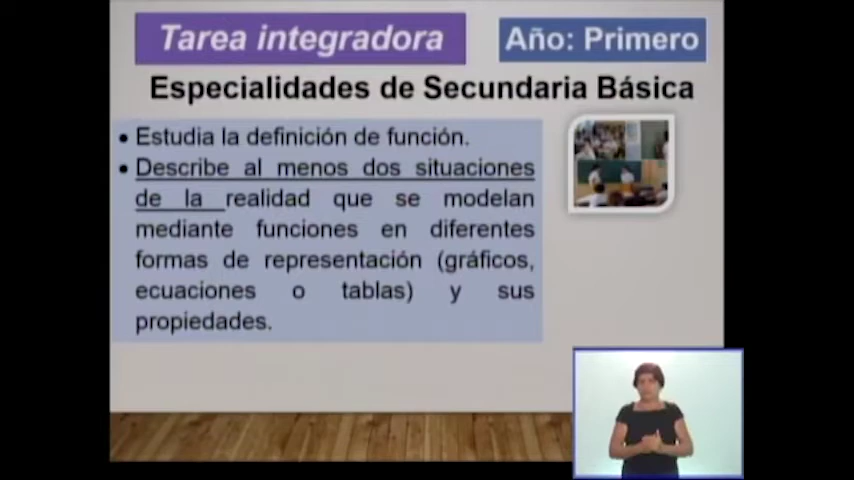 Tarea integradora
Año: Primero
Especialidades de Secundaria Básica
• Estudia la definición de función.
• Describe al menos dos situaciones
de la realidad que se modelan
mediante funciones en diferentes
formas de representación (gráficos,
ecuaciones o tablas) y sus
propiedades.